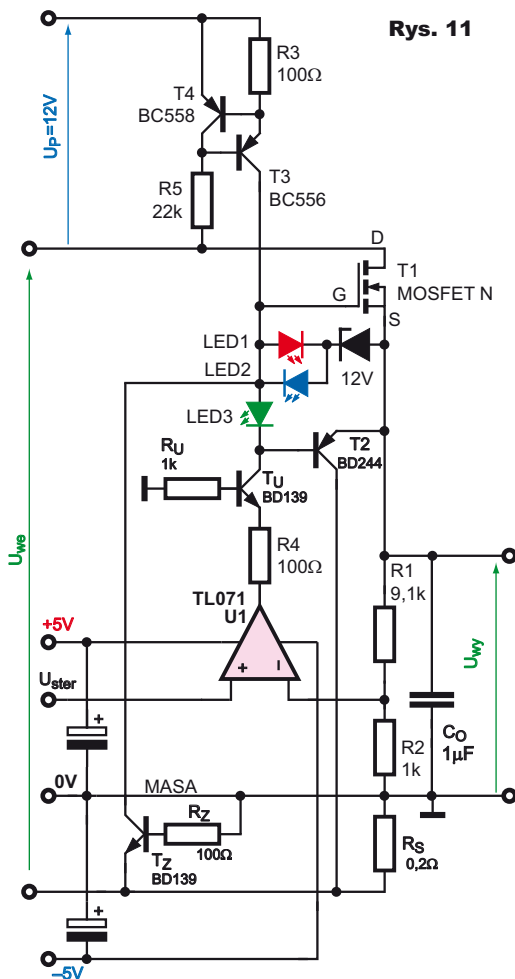 Rys. 11
R3
100Ω
T4
BC558
UP=12V
T3
BC556
R5
22k
D
T1
MOSFET N
G
S
LED1
LED2
12V
LED3
T2
BD244
RU
1k
TU
BD139
R4
100Ω
Uwe
TL071
U1
R1
9,1k
+5V
Uwy
Uster
+
–
+
CO
1μF
R2
1k
0V
MASA
RZ
100Ω
TZ
BD139
RS
0,2Ω
+
–5V